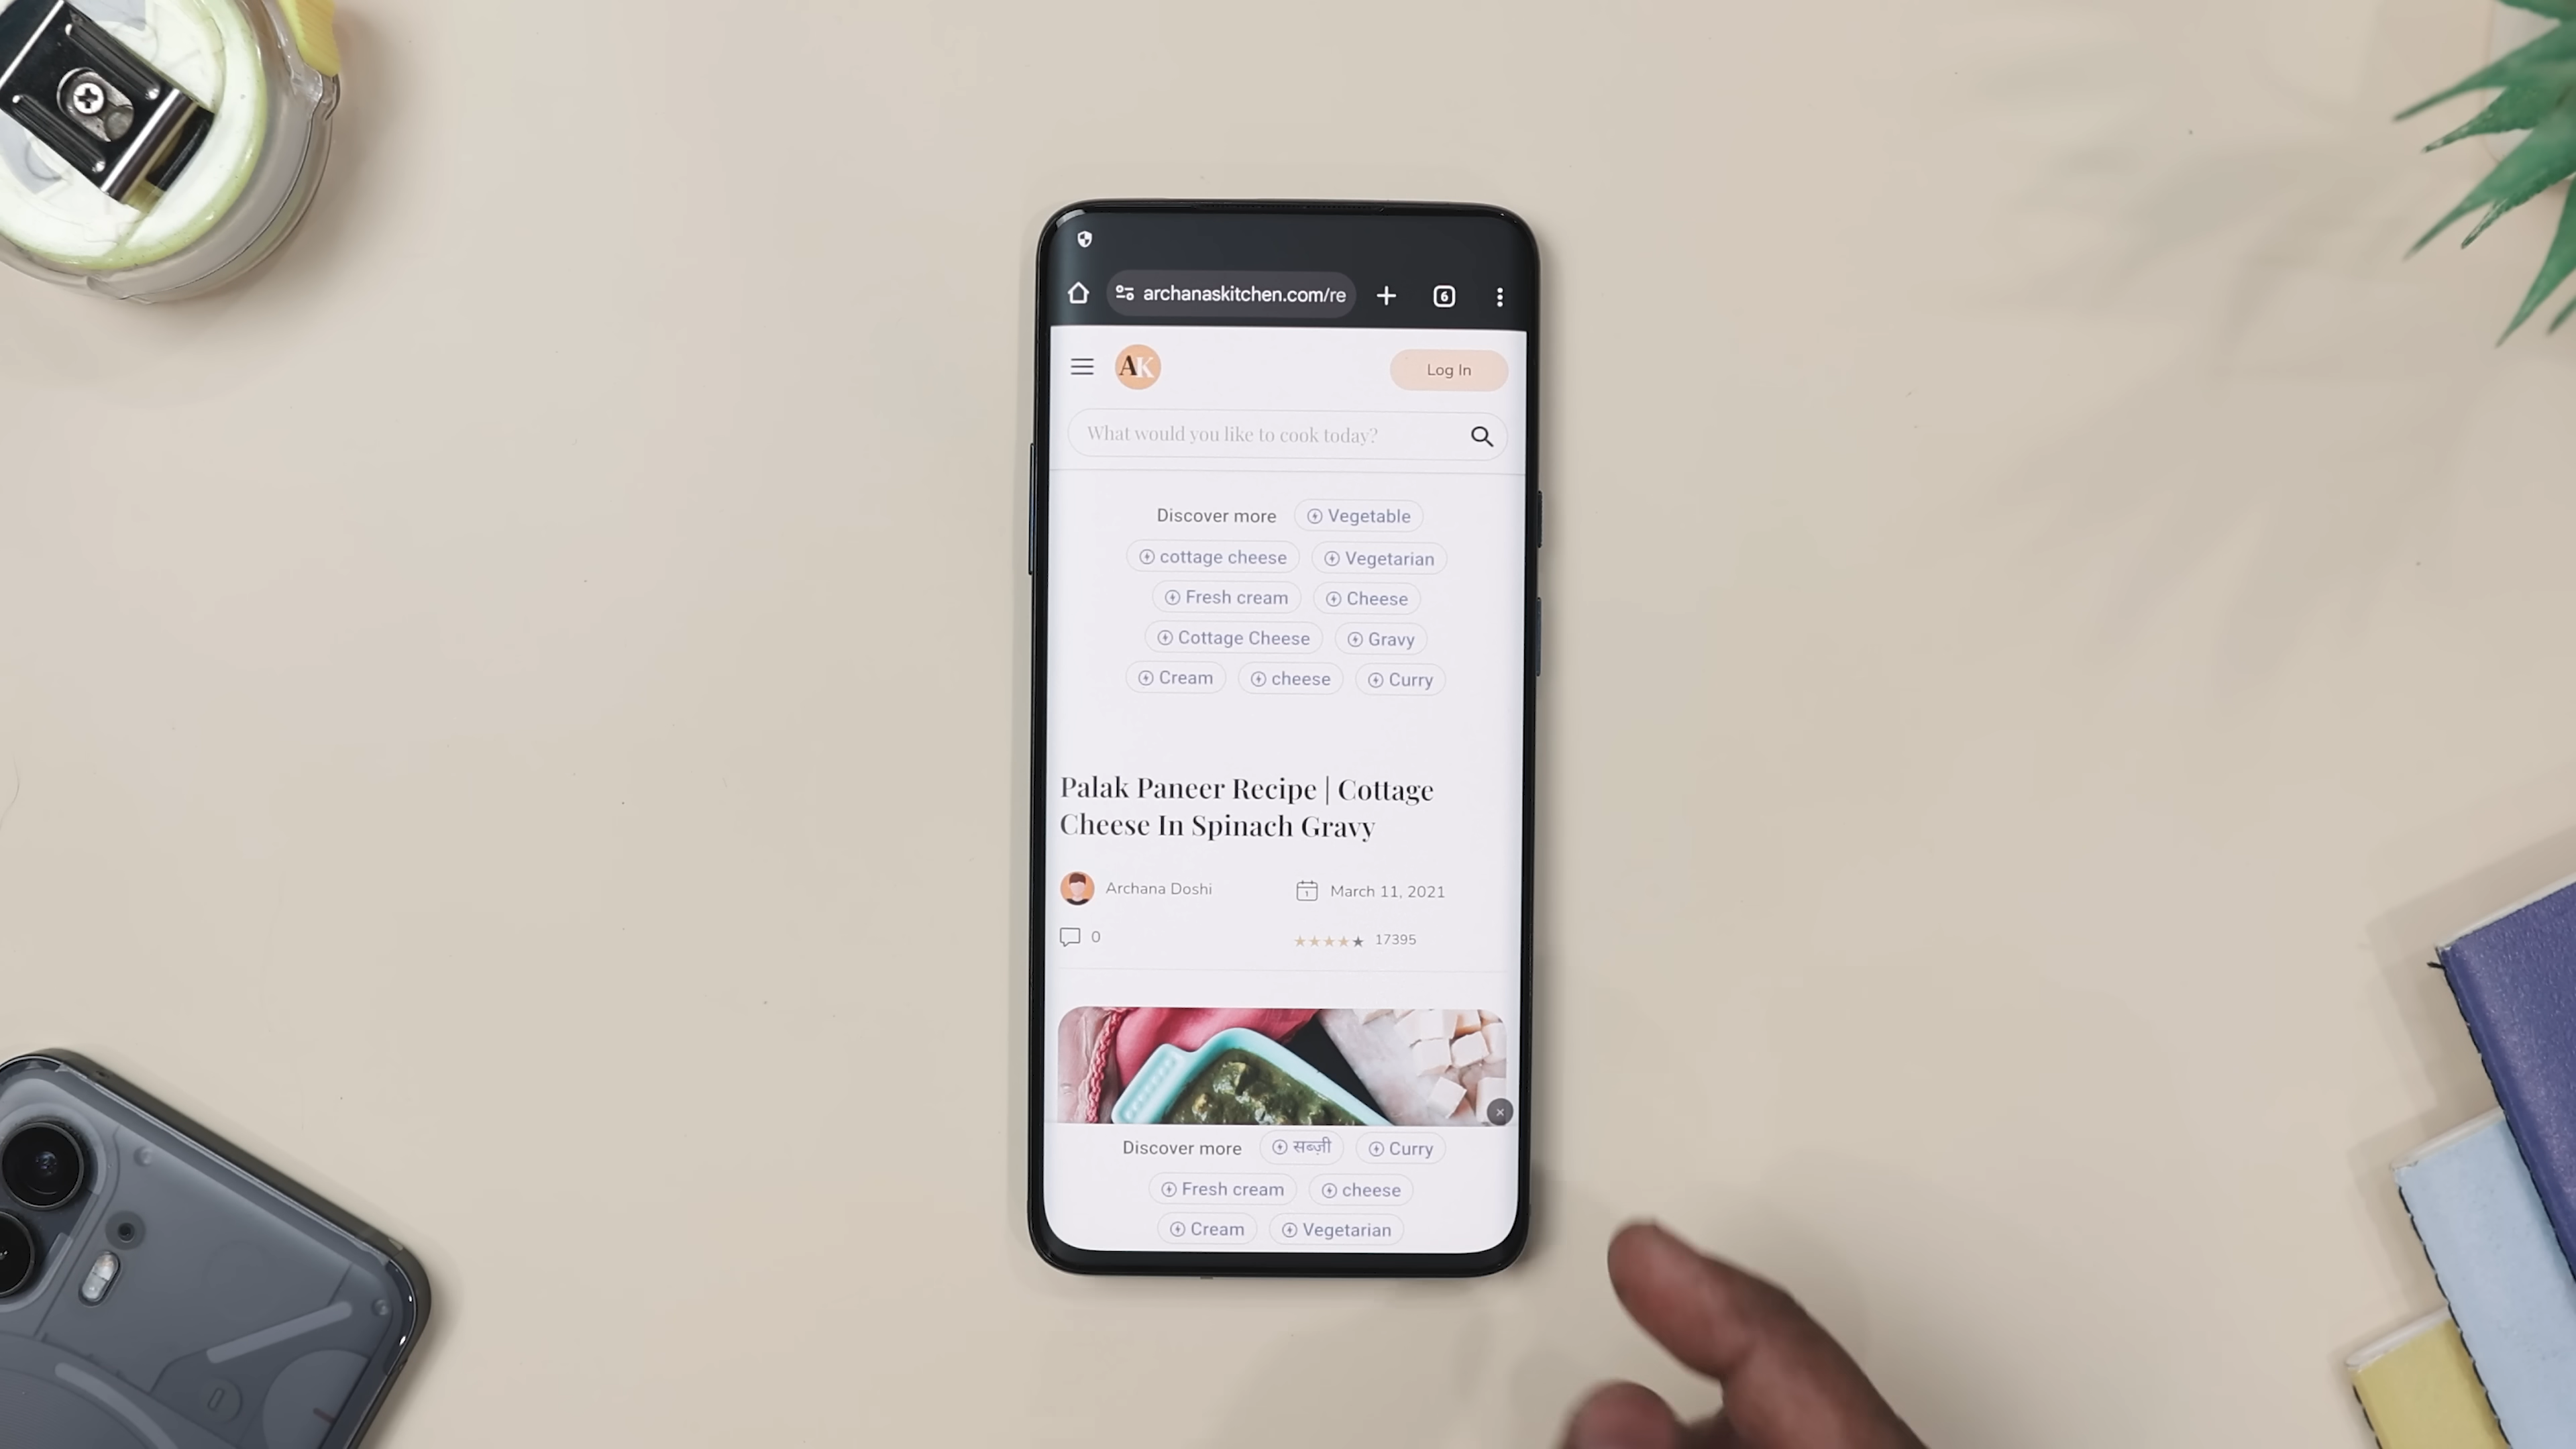 archanaskitchen.com/re
6
AK
Log In
What would you like to cook today?
Discover more Vegetable
cottage cheese Vegetarian
Fresh cream Cheese
Cottage Cheese Gravy
Cream cheese Curry
Palak Paneer Recipe | Cottage
Cheese In Spinach Gravy
Archana Doshi
March 11, 2021
0
17395
Discover more सब्ज़ी Curry
Fresh cream cheese
Cream Vegetarian